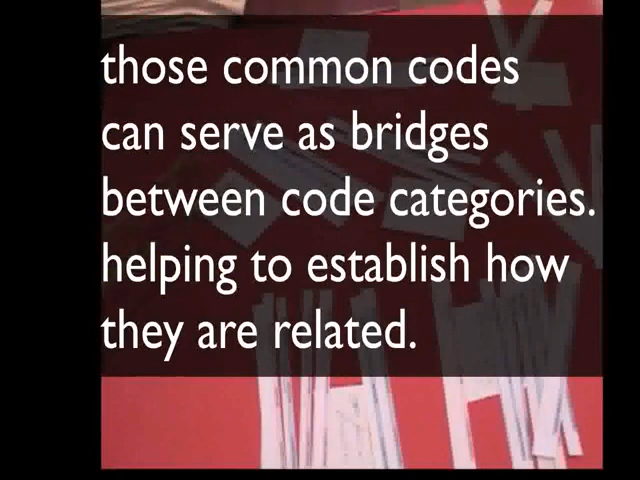 those common codes
can serve as bridges
between code categories.
helping to establish how
they are related.